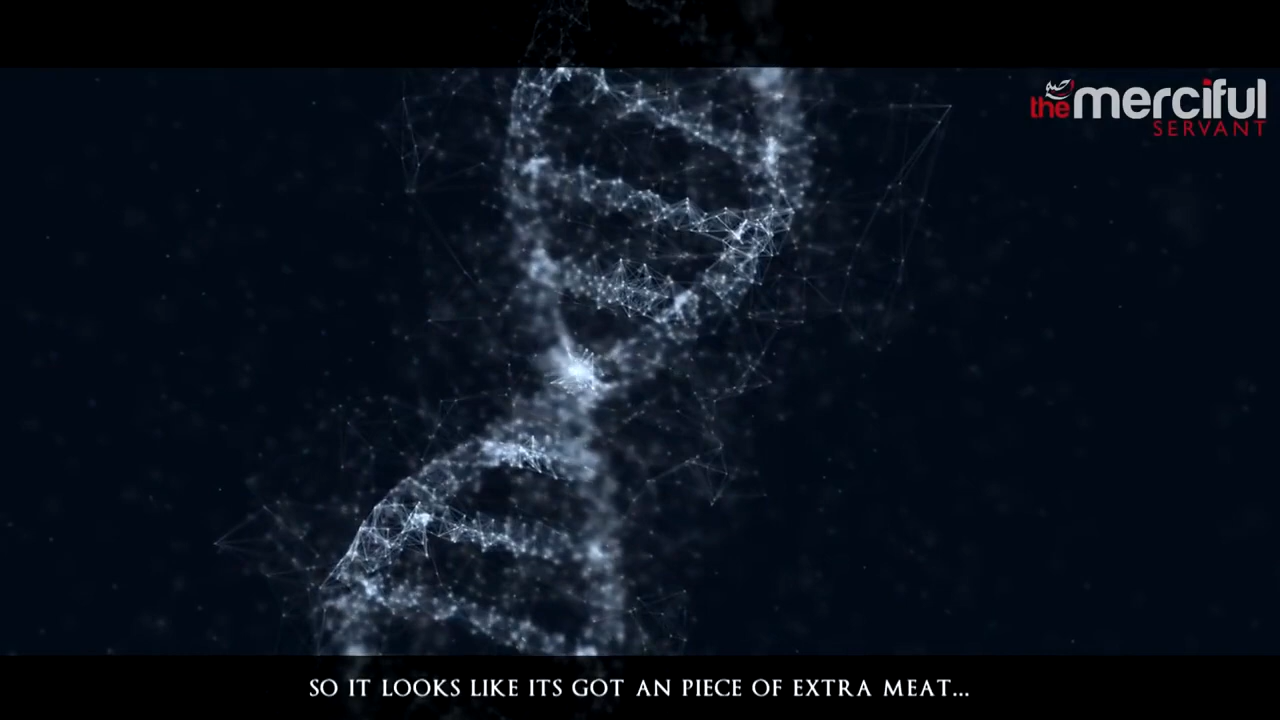 the merciful
SERVANT
SO IT LOOKS LIKE ITS GOT AN PIECE OF EXTRA MEAT...